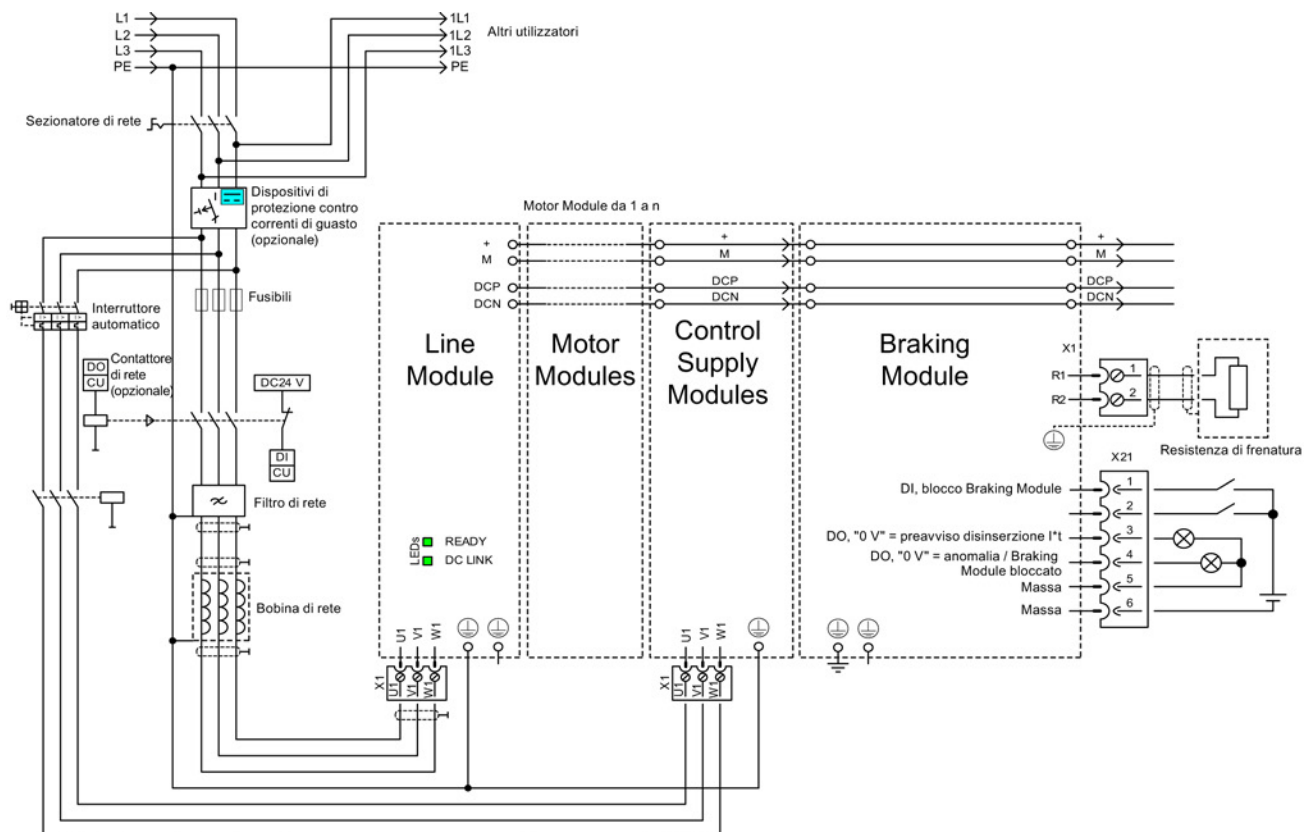 L1
L2
L3
PE
1L1
1L2
1L3
PE
Altri utilizzatori
Sezionatore di rete
Dispositivi di
protezione contro
correnti di guasto
(opzionale)
Motor Module da 1 a n
+
M
DCP
DCN
+
M
DCP
DCN
+
M
DCP
DCN
Fusibili
Interruttore
automatico
DO
CU
Contattore
di rete
(opzionale)
DC24 V
DI
CU
Line
Module
Motor
Modules
Control
Supply
Modules
Braking
Module
X1
R1
R2
1
2
Resistenza di frenatura
X21
DI, blocco Braking Module
DO, "0 V" = preavviso disinserzione I*t
DO, "0 V" = anomalia / Braking
Module bloccato
Massa
Massa
1
2
3
4
5
6
Filtro di rete
Bobina di rete
LEDs
READY
DC LINK
U1
V1
W1
X1
U1
V1
W1
U1
V1
W1
X1
U1
V1
W1